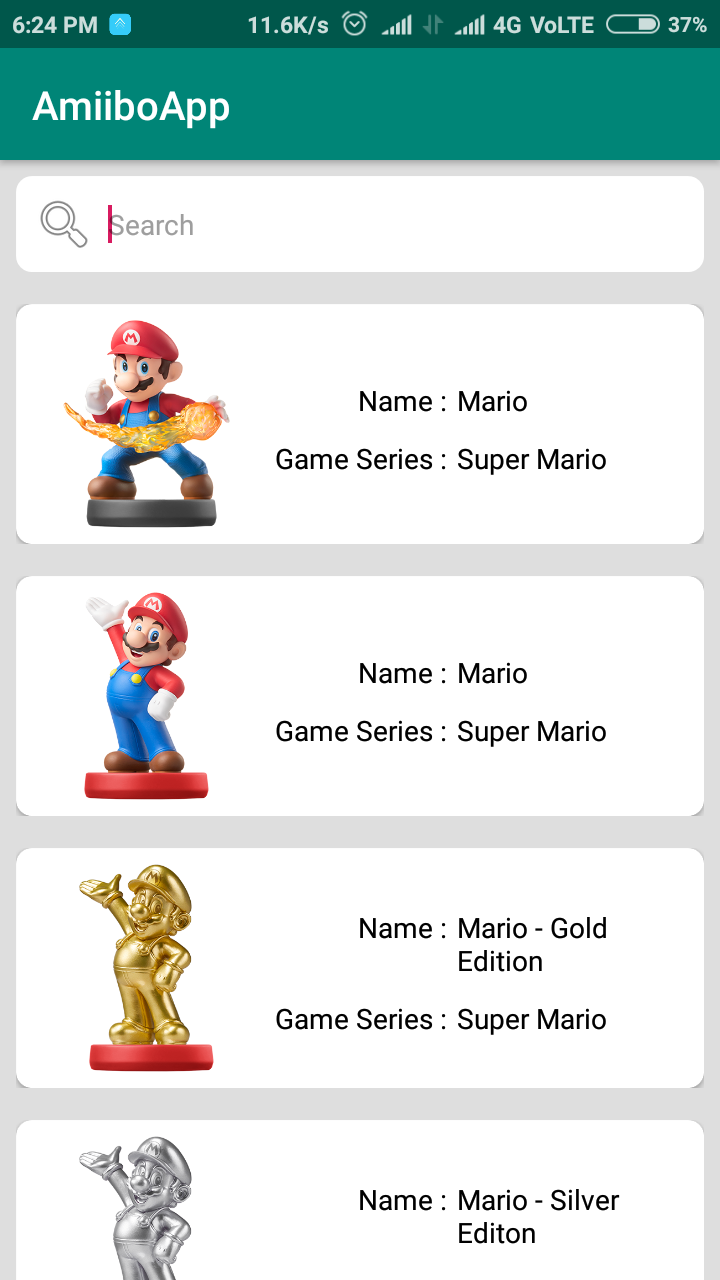 6:24 PM 11.6K/s 4G VoLTE 37%
AmiiboApp
Search
Name : Mario
Game Series : Super Mario
Name : Mario
Game Series : Super Mario
Name : Mario - Gold
Edition
Game Series : Super Mario
Name : Mario - Silver
Editon